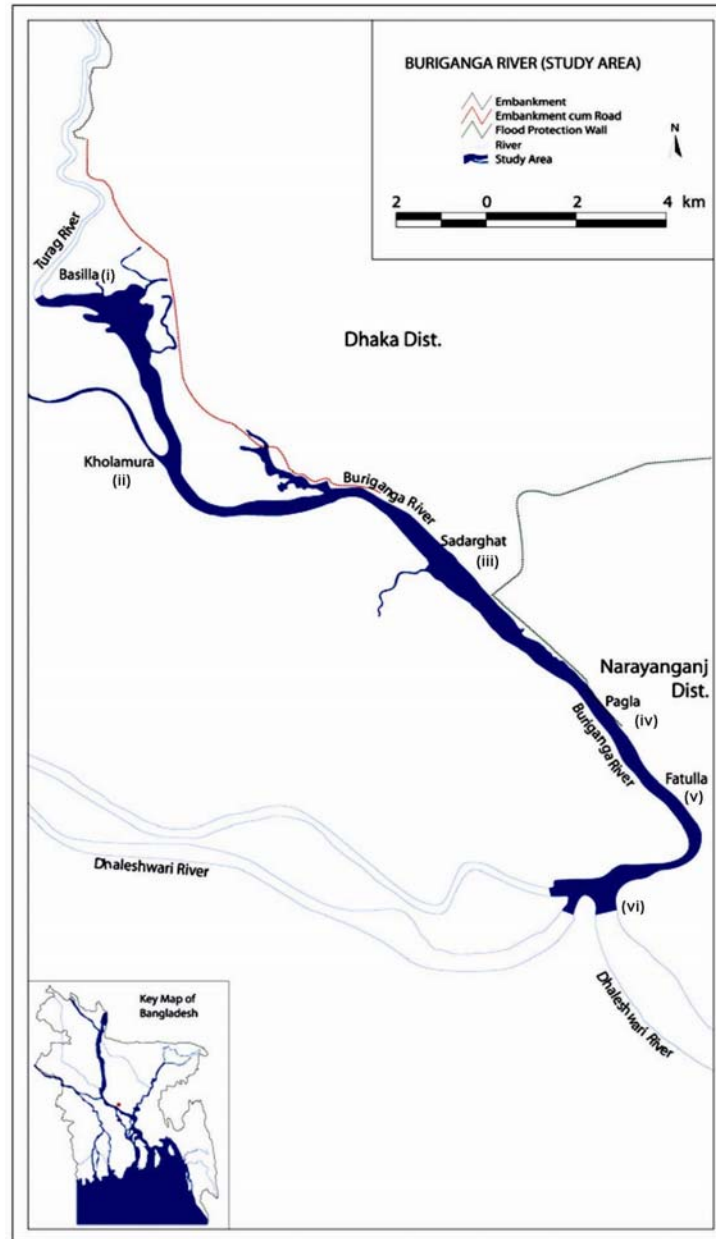 BURIGANGA RIVER (STUDY AREA)
Embankment
Embankment cum Road
Flood Protection Wall
River
Study Area
N
2 0 2 4 km
Turag River
Basilla (i)
Dhaka Dist.
Kholamura
(ii)
Buriganga River
Sadarghat
(iii)
Narayanganj
Dist.
Pagla
(iv)
Buriganga River
Fatulla
(v)
Dhaleshwari River
(vi)
Dhaleshwari River
Key Map of
Bangladesh